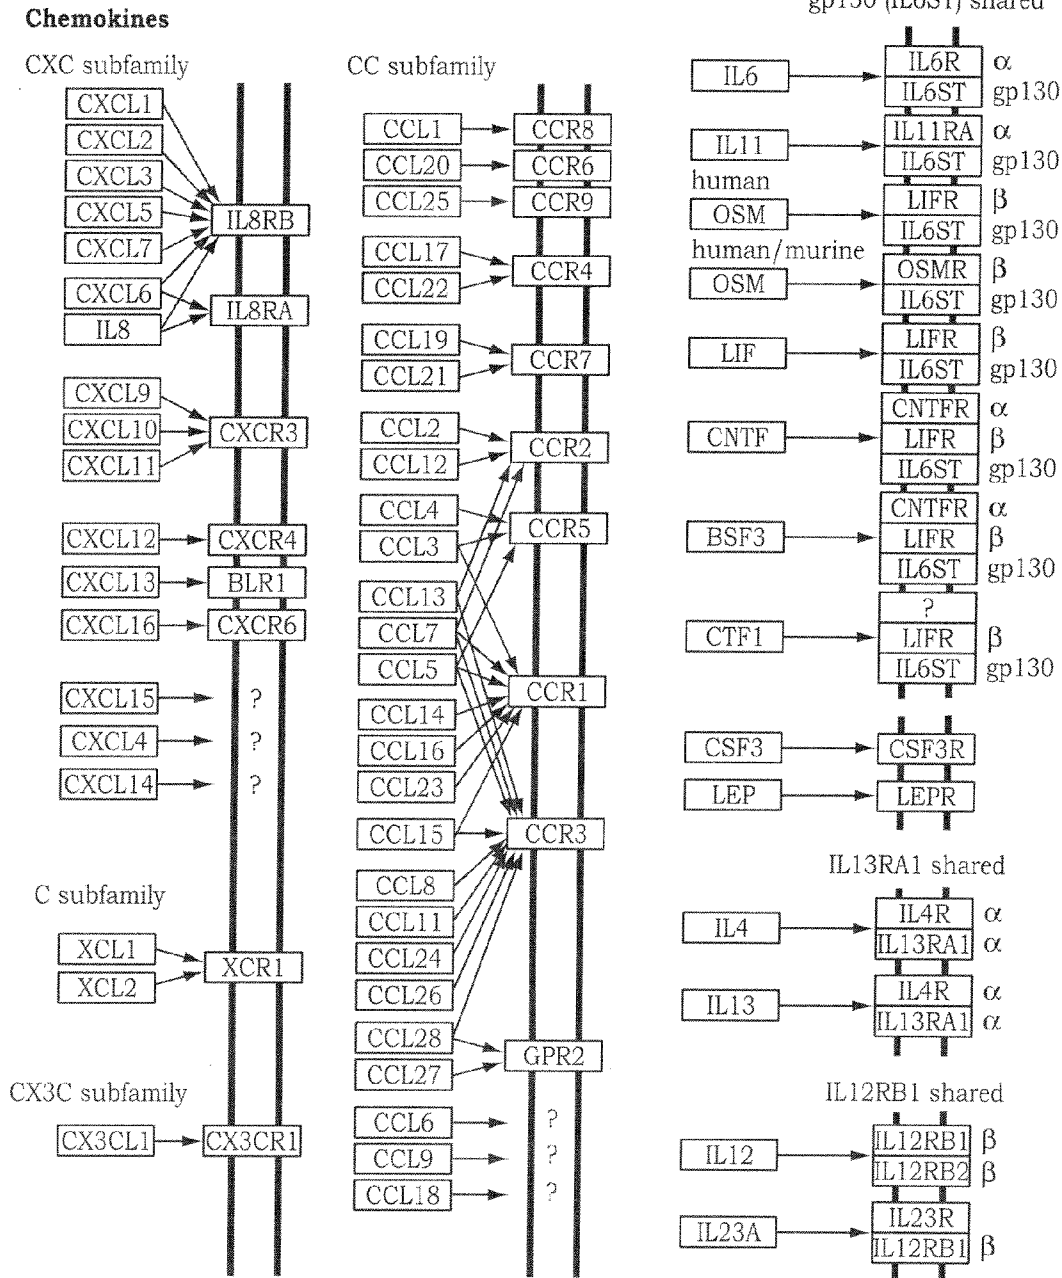 Chemokines
CXC subfamily
CXCL1
CXCL2
CXCL3
CXCL5
CXCL7
CXCL6
IL8
IL8RB
IL8RA
CXCL9
CXCL10
CXCL11
CXCR3
CXCL12
CXCR4
CXCL13
BLR1
CXCL16
CXCR6
CXCL15
?
CXCL4
?
CXCL14
?
C subfamily
XCL1
XCL2
XCR1
CX3C subfamily
CX3CL1
CX3CR1
CC subfamily
CCL1
CCR8
CCL20
CCR6
CCL25
CCR9
CCL17
CCL22
CCR4
CCL19
CCL21
CCR7
CCL2
CCL12
CCR2
CCL4
CCL3
CCR5
CCL13
CCL7
CCL5
CCR1
CCL14
CCL16
CCL23
CCL15
CCR3
CCL8
CCL11
CCL24
CCL26
CCL28
CCL27
GPR2
CCL6
?
CCL9
?
CCL18
?
gp130 (IL6ST) shared
IL6
IL6R α
IL6ST gp130
IL11
IL11RA α
IL6ST gp130
human
OSM
LIFR β
IL6ST gp130
human/murine
OSM
OSMR β
IL6ST gp130
LIF
LIFR β
IL6ST gp130
CNTF
CNTFR α
LIFR β
IL6ST gp130
BSF3
CNTFR α
LIFR β
IL6ST gp130
CTF1
?
LIFR β
IL6ST gp130
CSF3
CSF3R
LEP
LEPR
IL13RA1 shared
IL4
IL4R α
IL13RA1 α
IL13
IL4R α
IL13RA1 α
IL12RB1 shared
IL12
IL12RB1 β
IL12RB2 β
IL23A
IL23R
IL12RB1 β